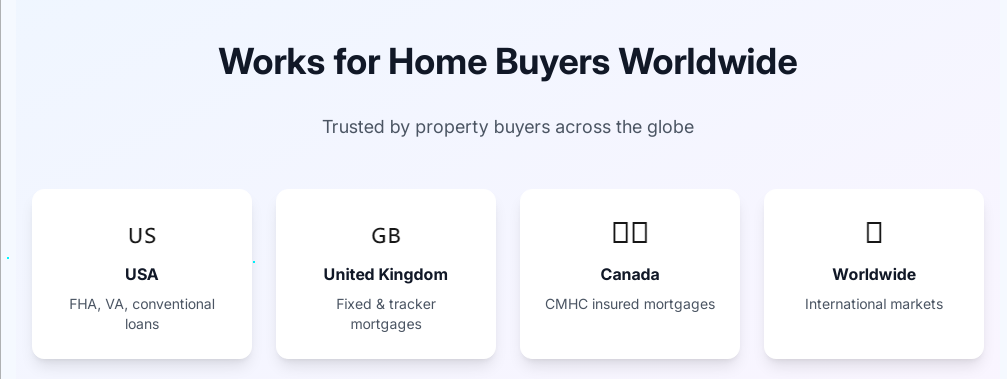 Works for Home Buyers Worldwide
Trusted by property buyers across the globe
US
USA
FHA, VA, conventional
loans
GB
United Kingdom
Fixed & tracker
mortgages
Canada
CMHC insured mortgages
Worldwide
International markets